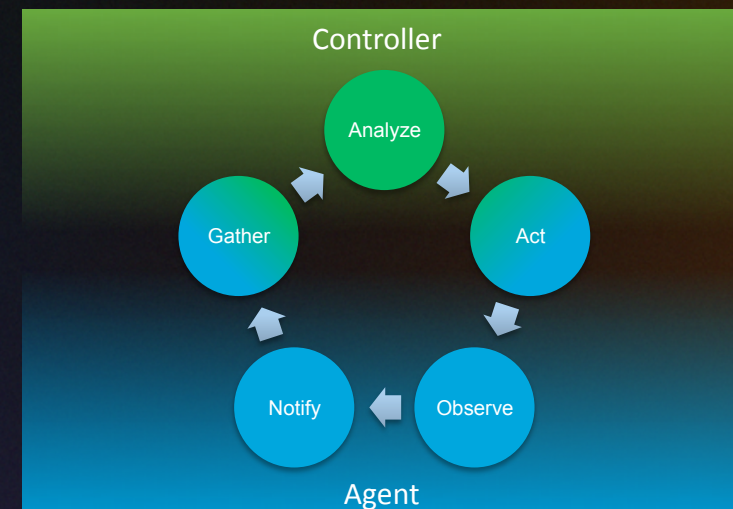 Controller
Analyze
Gather
Act
Notify
Observe
Agent